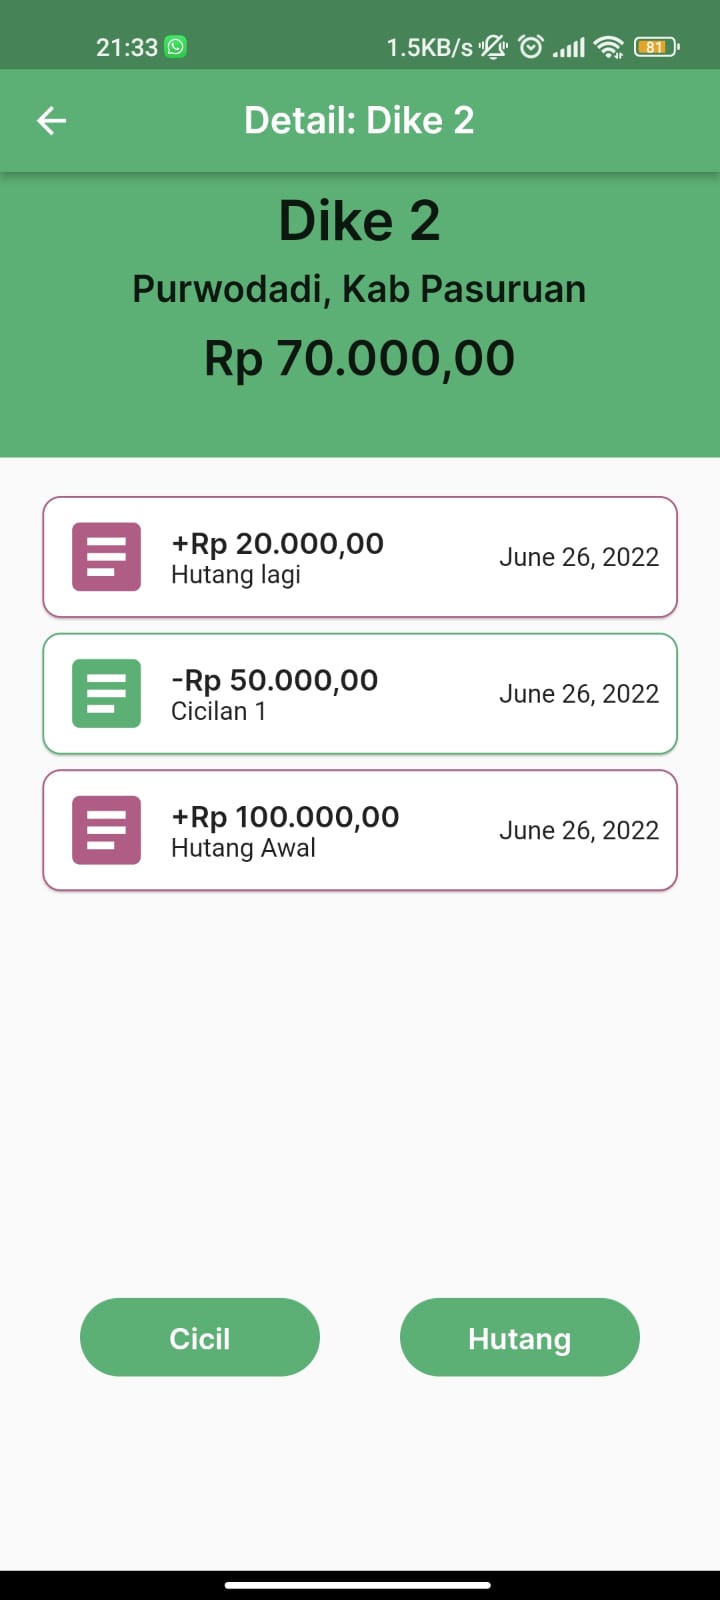 21:33 1.5KB/s 81
Detail: Dike 2
Dike 2
Purwodadi, Kab Pasuruan
Rp 70.000,00
+Rp 20.000,00
Hutang lagi
June 26, 2022
-Rp 50.000,00
Cicilan 1
June 26, 2022
+Rp 100.000,00
Hutang Awal
June 26, 2022
Cicil Hutang